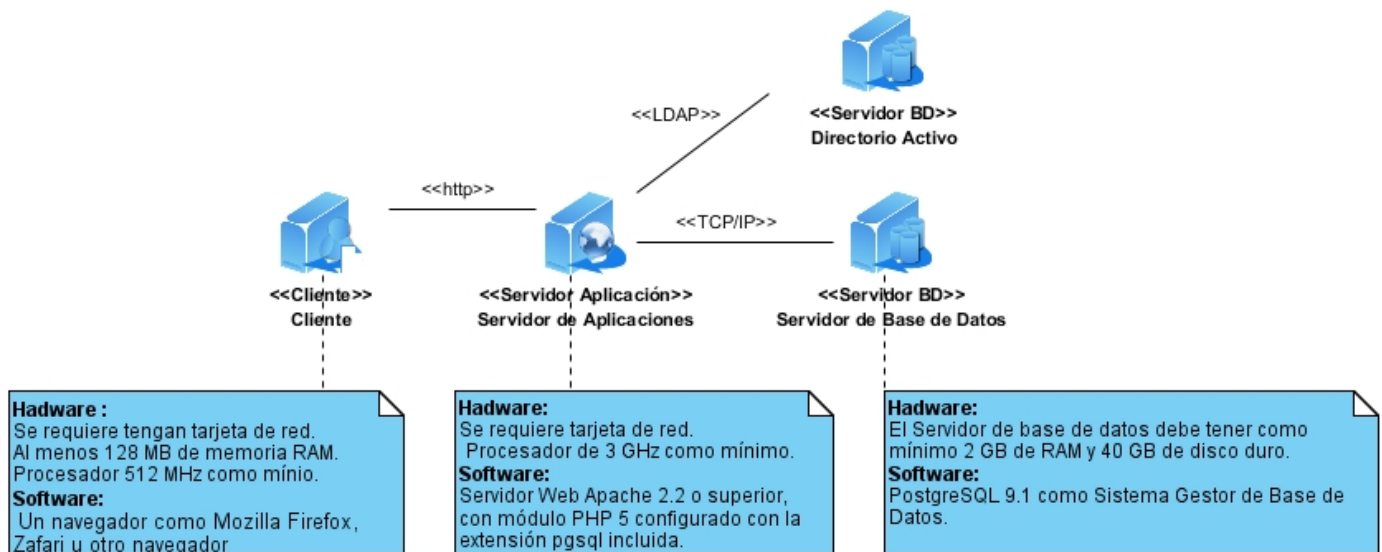 <<LDAP>>
<<Servidor BD>>
Directorio Activo
<<http>>
<<TCP/IP>>
<<Cliente>>
Cliente
<<Servidor Aplicación>>
Servidor de Aplicaciones
<<Servidor BD>>
Servidor de Base de Datos
Hadware :
Se requiere tengan tarjeta de red.
Al menos 128 MB de memoria RAM.
Procesador 512 MHz como mínio.
Software:
Un navegador como Mozilla Firefox,
Zafari u otro navegador
Hadware:
Se requiere tarjeta de red.
Procesador de 3 GHz como mínimo.
Software:
Servidor Web Apache 2.2 o superior,
con módulo PHP 5 configurado con la
extensión pgsql incluida.
Hadware:
El Servidor de base de datos debe tener como
mínimo 2 GB de RAM y 40 GB de disco duro.
Software:
PostgreSQL 9.1 como Sistema Gestor de Base de
Datos.